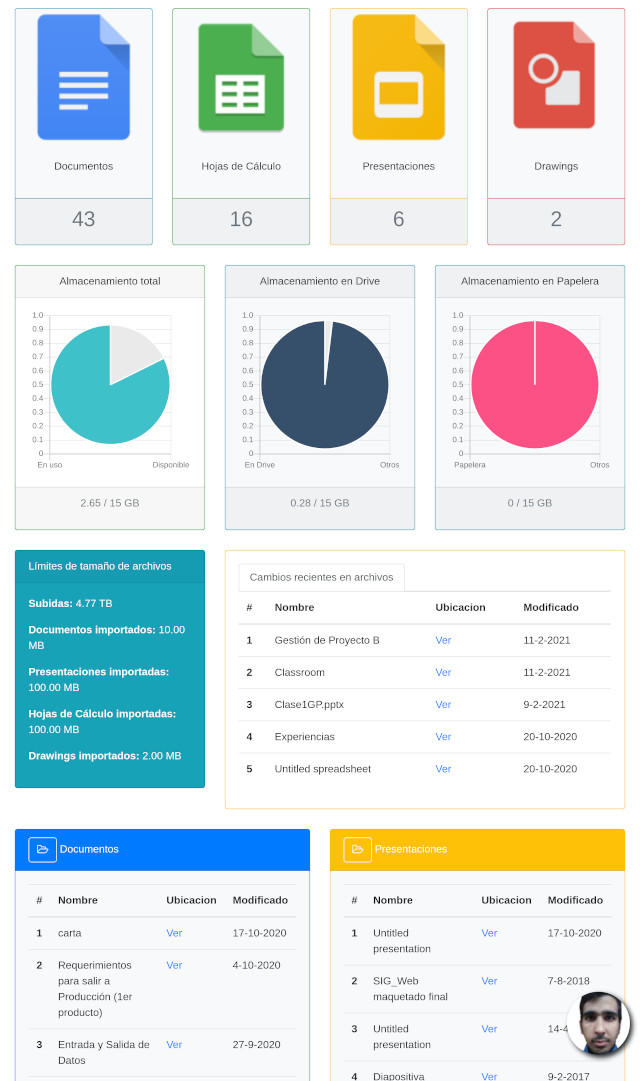 Documentos
Hojas de Cálculo
Presentaciones
Drawings
43
16
6
2
Almacenamiento total
1.0
0.9
0.8
0.7
0.6
0.5
0.4
0.3
0.2
0.1
0
En uso
Disponible
2.65 / 15 GB
Almacenamiento en Drive
1.0
0.9
0.8
0.7
0.6
0.5
0.4
0.3
0.2
0.1
0
En Drive
Otros
0.28 / 15 GB
Almacenamiento en Papelera
1.0
0.9
0.8
0.7
0.6
0.5
0.4
0.3
0.2
0.1
0
Papelera
Otros
0 / 15 GB
Límites de tamaño de archivos
Subidas: 4.77 TB
Documentos importados: 10.00
MB
Presentaciones importadas:
100.00 MB
Hojas de Cálculo importadas:
100.00 MB
Drawings importados: 2.00 MB
Cambios recientes en archivos
# Nombre Ubicacion Modificado
1 Gestión de Proyecto B Ver 11-2-2021
2 Classroom Ver 11-2-2021
3 Clase1GP.pptx Ver 9-2-2021
4 Experiencias Ver 20-10-2020
5 Untitled spreadsheet Ver 20-10-2020
Documentos
# Nombre Ubicacion Modificado
1 carta Ver 17-10-2020
2 Requerimientos Ver 4-10-2020
para salir a
Producción (1er
producto)
3 Entrada y Salida de Ver 27-9-2020
Datos
Presentaciones
# Nombre Ubicacion Modificado
1 Untitled Ver 17-10-2020
presentation
2 SIG_Web Ver 7-8-2018
maquetado final
3 Untitled Ver
presentation
4 Diapositiva Ver 9-2-2017